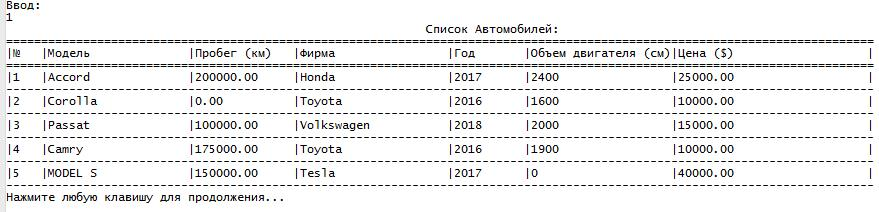 Ввод:
1
Список Автомобилей:
|№ |Модель |Пробег (км) |Фирма |Год |Объем двигателя (см)|Цена ($) |
|1 |Accord |200000.00 |Honda |2017 |2400 |25000.00 |
|2 |Corolla |0.00 |Toyota |2016 |1600 |10000.00 |
|3 |Passat |100000.00 |Volkswagen |2018 |2000 |15000.00 |
|4 |Camry |175000.00 |Toyota |2016 |1900 |10000.00 |
|5 |MODEL S |150000.00 |Tesla |2017 |0 |40000.00 |
Нажмите любую клавишу для продолжения...